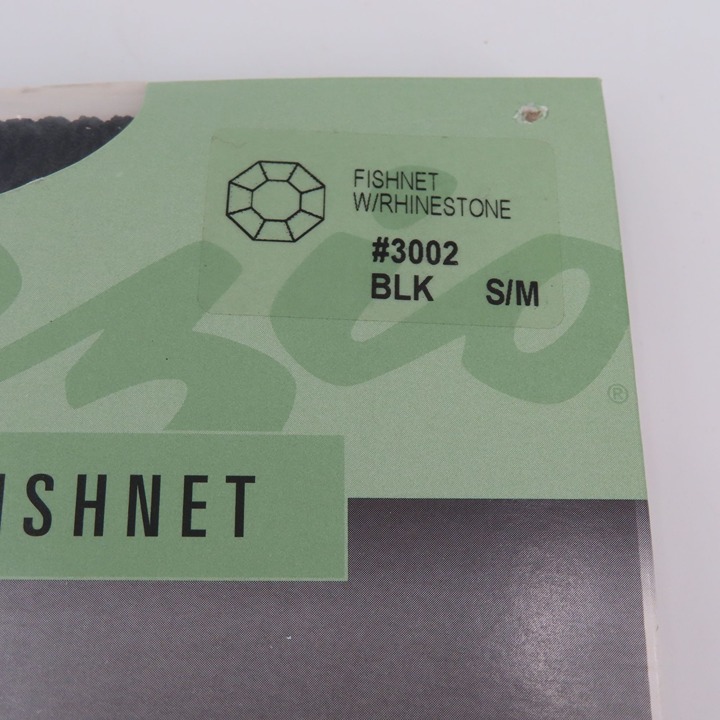 FISHNET
W/RHINESTONE
#3002
BLK S/M
®
ISHNET